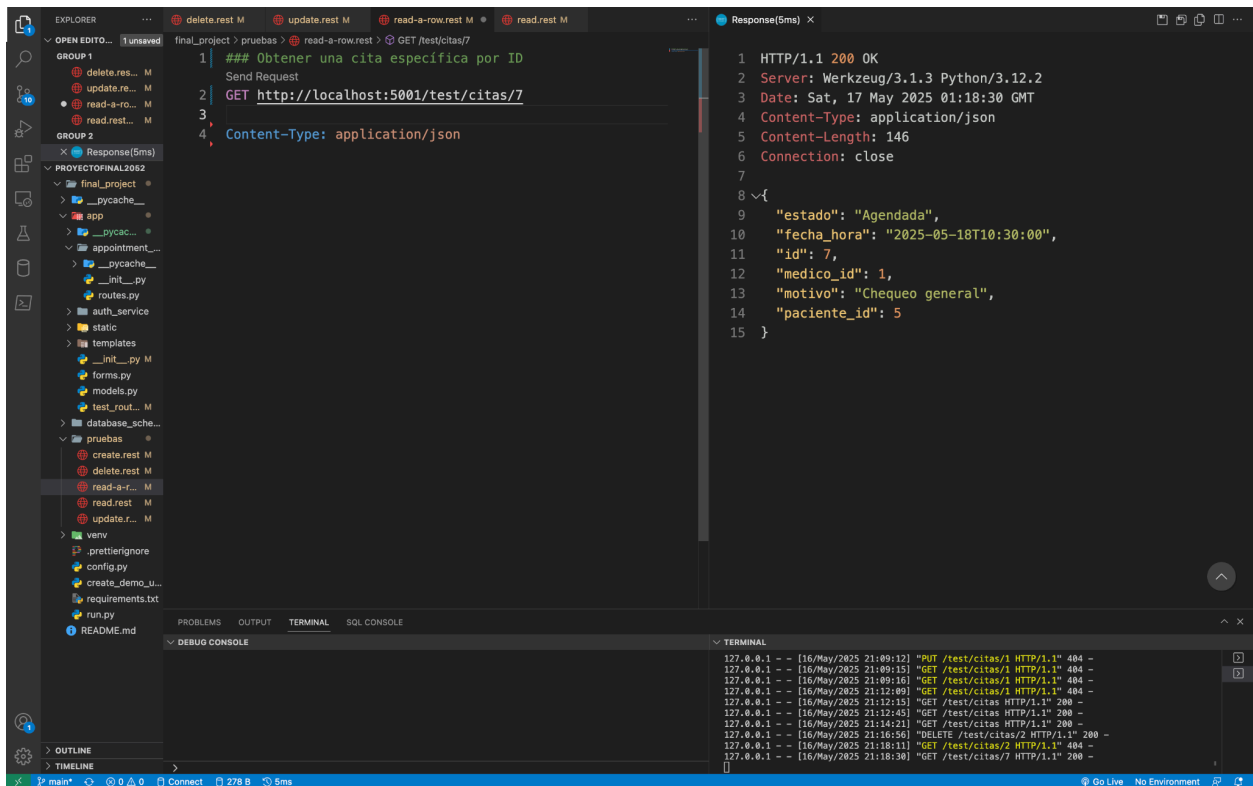 EXPLORER
OPEN EDITO... 1 unsaved
GROUP 1
delete.res... M
update.re... M
read-a-ro... M
read.rest... M
GROUP 2
Response(5ms)
PROYECTOFINAL2052
final_project
__pycache__
app
__pycac...
appointment_...
__pycache__
__init__.py
routes.py
auth_service
static
templates
__init__.py M
forms.py
models.py
test_rout... M
database_sche...
pruebas
create.rest M
delete.rest M
read-a-r... M
read.rest M
update.r... M
venv
.prettierignore
config.py
create_demo_u...
requirements.txt
run.py
README.md
OUTLINE
TIMELINE
10
1
1
delete.rest M update.rest M read-a-row.rest M read.rest M
final_project > pruebas > read-a-row.rest > GET /test/citas/7
1 ### Obtener una cita específica por ID
Send Request
2 GET http://localhost:5001/test/citas/7
3
4 Content-Type: application/json
Response(5ms)
1 HTTP/1.1 200 OK
2 Server: Werkzeug/3.1.3 Python/3.12.2
3 Date: Sat, 17 May 2025 01:18:30 GMT
4 Content-Type: application/json
5 Content-Length: 146
6 Connection: close
7
8 {
9 "estado": "Agendada",
10 "fecha_hora": "2025-05-18T10:30:00",
11 "id": 7,
12 "medico_id": 1,
13 "motivo": "Chequeo general",
14 "paciente_id": 5
15 }
PROBLEMS OUTPUT TERMINAL SQL CONSOLE
DEBUG CONSOLE
TERMINAL
127.0.0.1 - - [16/May/2025 21:09:12] "PUT /test/citas/1 HTTP/1.1" 404 -
127.0.0.1 - - [16/May/2025 21:09:15] "GET /test/citas/1 HTTP/1.1" 404 -
127.0.0.1 - - [16/May/2025 21:09:16] "GET /test/citas/1 HTTP/1.1" 404 -
127.0.0.1 - - [16/May/2025 21:12:09] "GET /test/citas/1 HTTP/1.1" 404 -
127.0.0.1 - - [16/May/2025 21:12:15] "GET /test/citas HTTP/1.1" 200 -
127.0.0.1 - - [16/May/2025 21:12:45] "GET /test/citas HTTP/1.1" 200 -
127.0.0.1 - - [16/May/2025 21:14:21] "GET /test/citas HTTP/1.1" 200 -
127.0.0.1 - - [16/May/2025 21:16:56] "DELETE /test/citas/2 HTTP/1.1" 200 -
127.0.0.1 - - [16/May/2025 21:18:11] "GET /test/citas/2 HTTP/1.1" 404 -
127.0.0.1 - - [16/May/2025 21:18:30] "GET /test/citas/7 HTTP/1.1" 200 -
main* 0 0 0 Connect 278 B 5ms Go Live No Environment